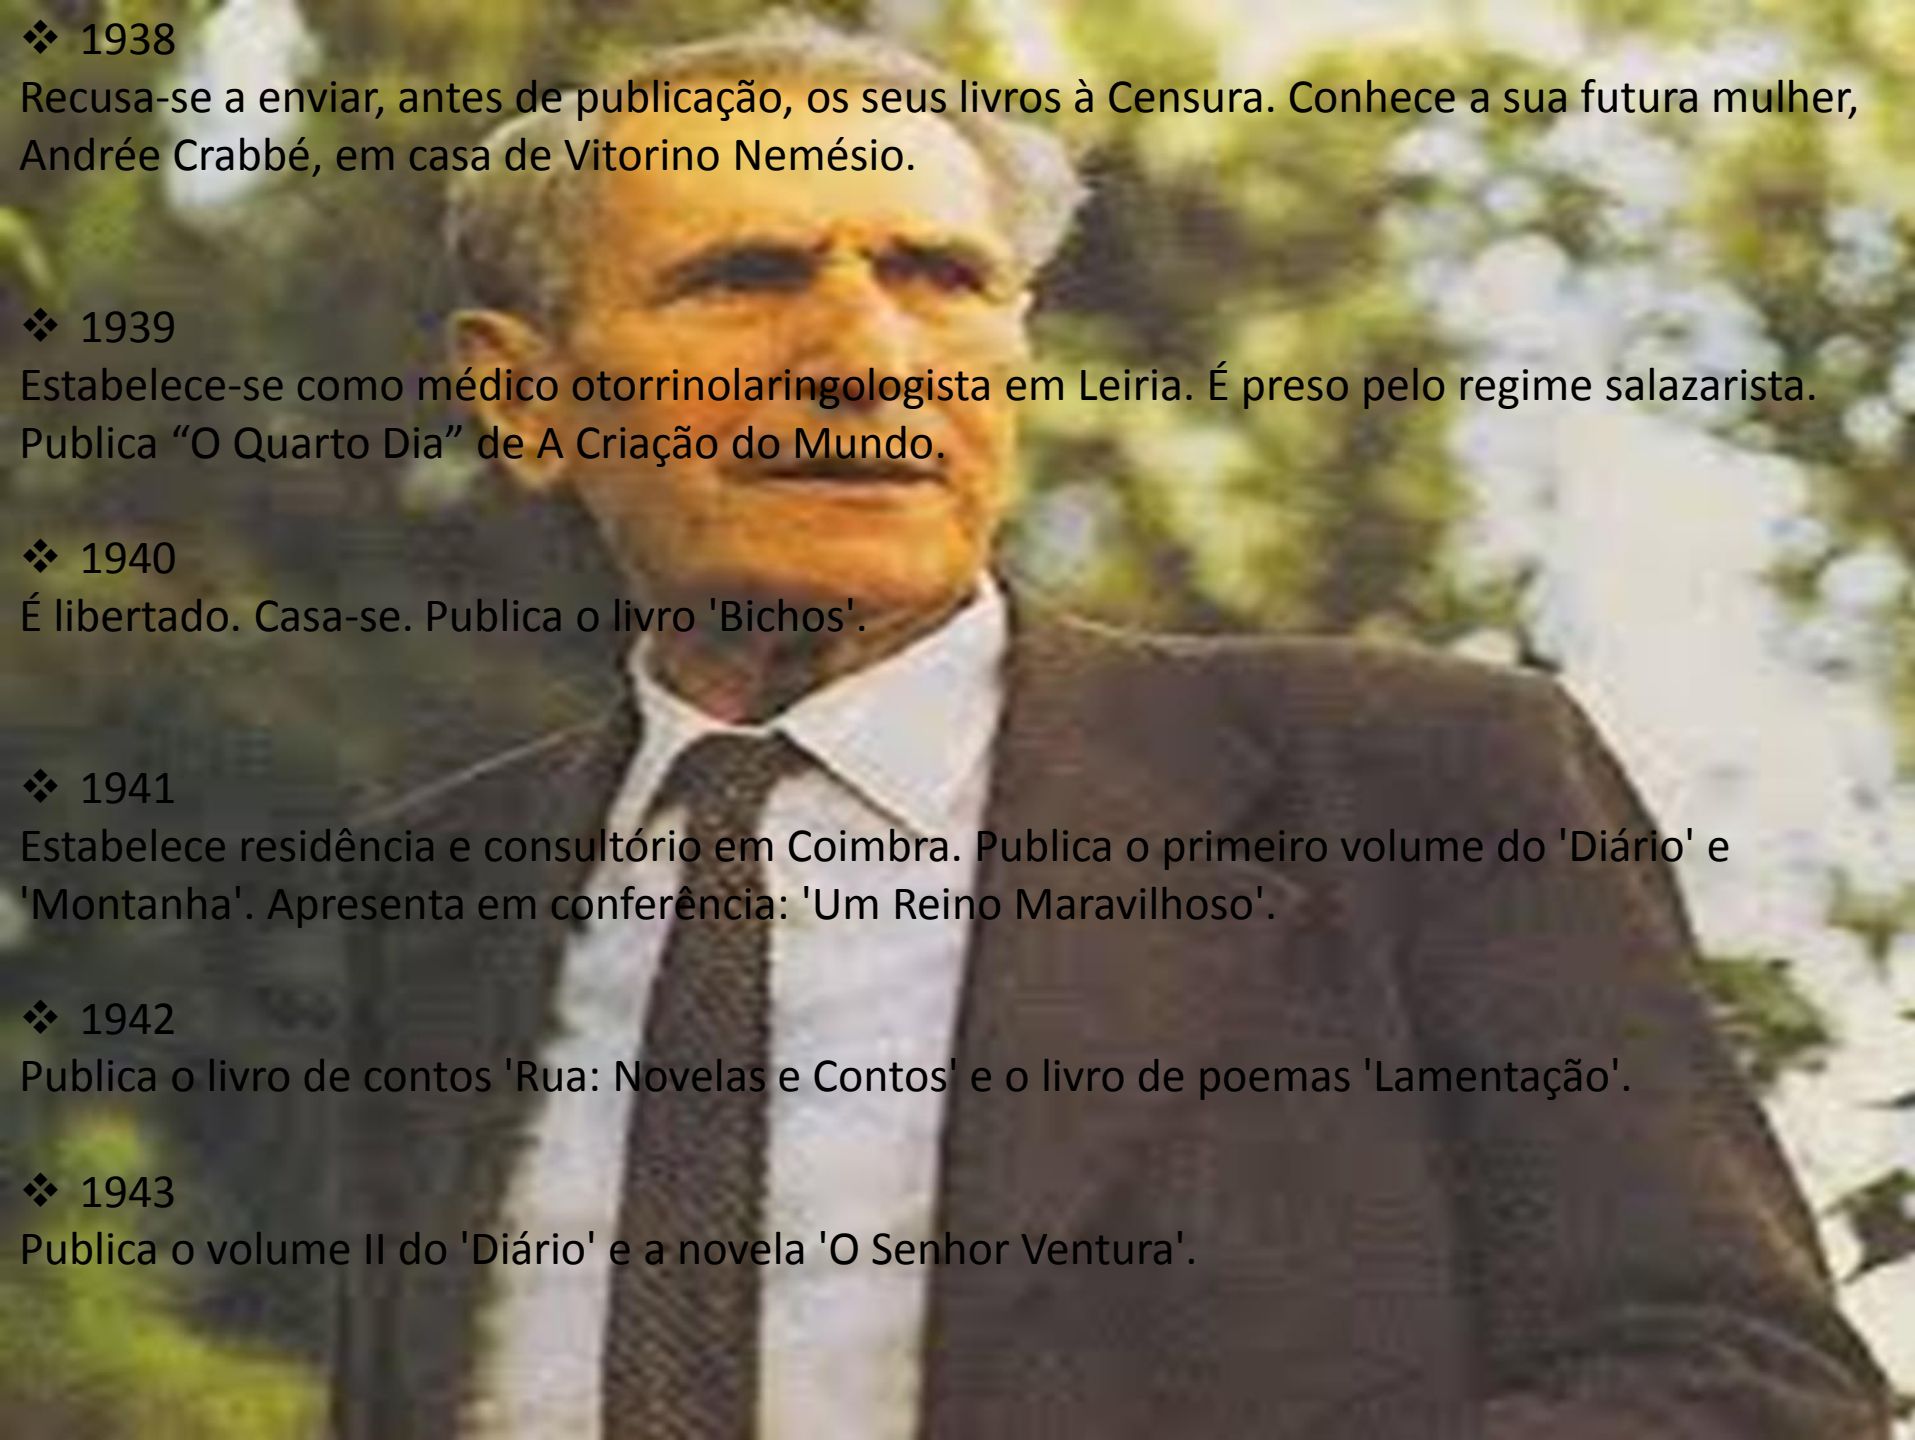 ❖ 1938
Recusa-se a enviar, antes de publicação, os seus livros à Censura. Conhece a sua futura mulher,
Andrée Crabbé, em casa de Vitorino Nemésio.
❖ 1939
Estabelece-se como médico otorrinolaringologista em Leiria. É preso pelo regime salazarista.
Publica “O Quarto Dia” de A Criação do Mundo.
❖ 1940
É libertado. Casa-se. Publica o livro 'Bichos'.
❖ 1941
Estabelece residência e consultório em Coimbra. Publica o primeiro volume do 'Diário' e
'Montanha'. Apresenta em conferência: 'Um Reino Maravilhoso'.
❖ 1942
Publica o livro de contos 'Rua: Novelas e Contos' e o livro de poemas 'Lamentação'.
❖ 1943
Publica o volume II do 'Diário' e a novela 'O Senhor Ventura'.